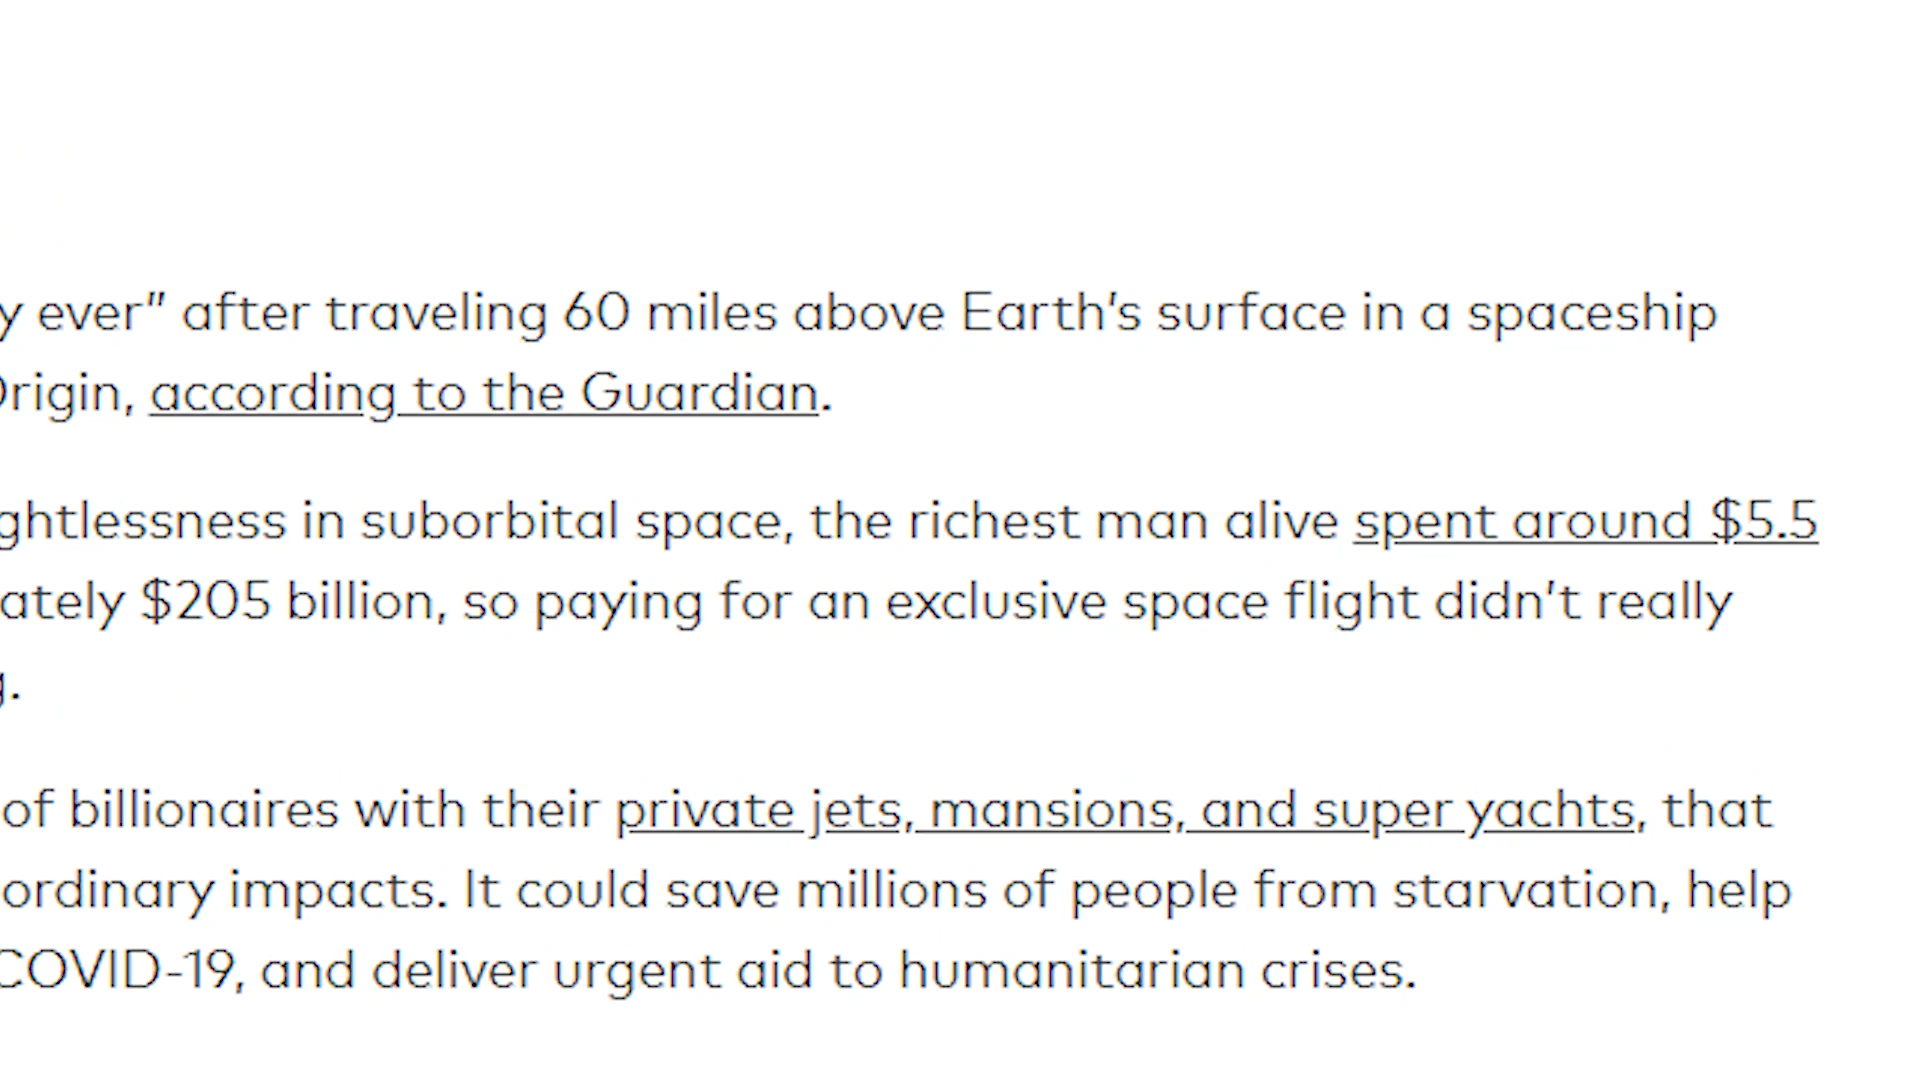 ever” after traveling 60 miles above Earth’s surface in a spaceship
Origin, according to the Guardian.
ghtlessness in suborbital space, the richest man alive spent around $5.5
ately $205 billion, so paying for an exclusive space flight didn’t really
of billionaires with their private jets, mansions, and super yachts, that
ordinary impacts. It could save millions of people from starvation, help
COVID-19, and deliver urgent aid to humanitarian crises.